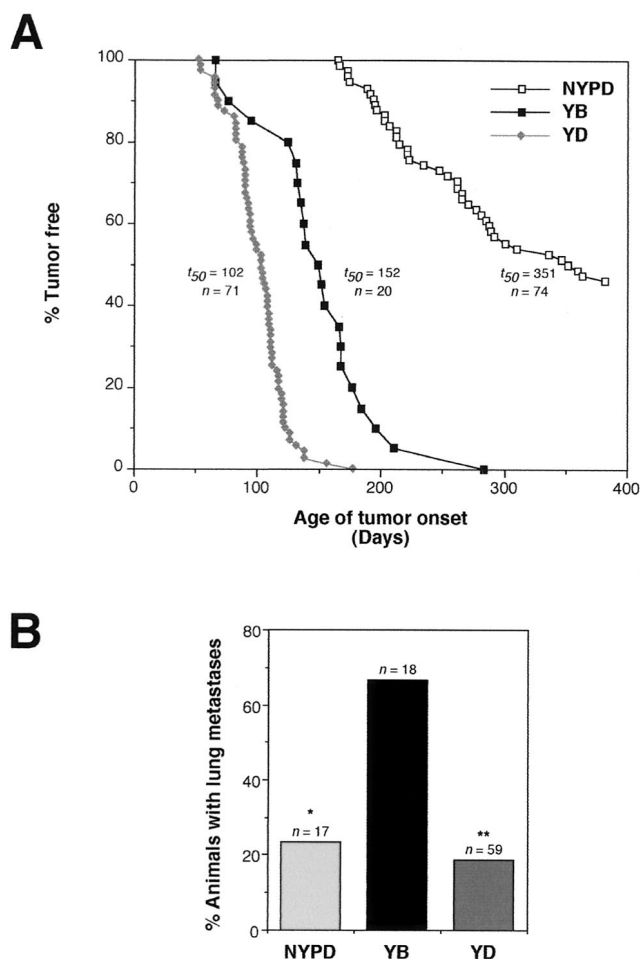 A
100
80
60
40
20
0
% Tumor free
NYPD
YB
YD
t50 = 102
n = 71
t50 = 152
n = 20
t50 = 351
n = 74
0
100
200
300
400
Age of tumor onset
(Days)
B
80
60
40
20
0
% Animals with lung metastases
*
n = 17
n = 18
**
n = 59
NYPD
YB
YD